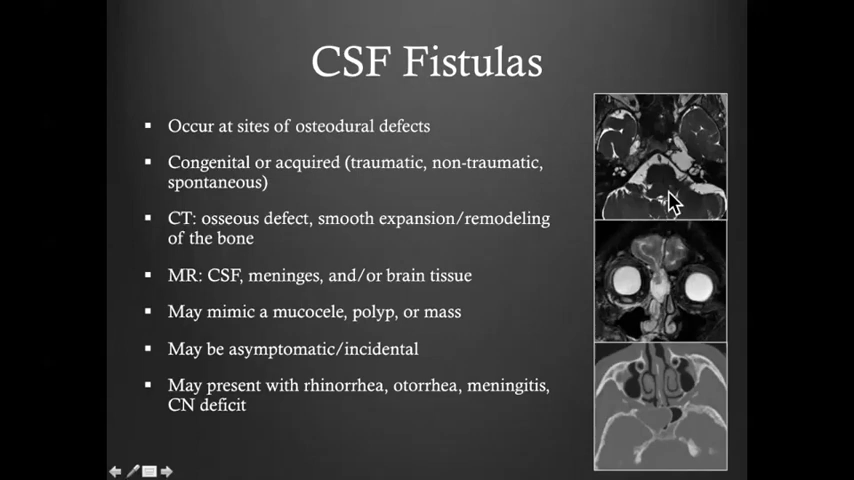 CSF Fistulas
▪ Occur at sites of osteodural defects
▪ Congenital or acquired (traumatic, non-traumatic,
spontaneous)
▪ CT: osseous defect, smooth expansion/remodeling
of the bone
▪ MR: CSF, meninges, and/or brain tissue
▪ May mimic a mucocele, polyp, or mass
▪ May be asymptomatic/incidental
▪ May present with rhinorrhea, otorrhea, meningitis,
CN deficit